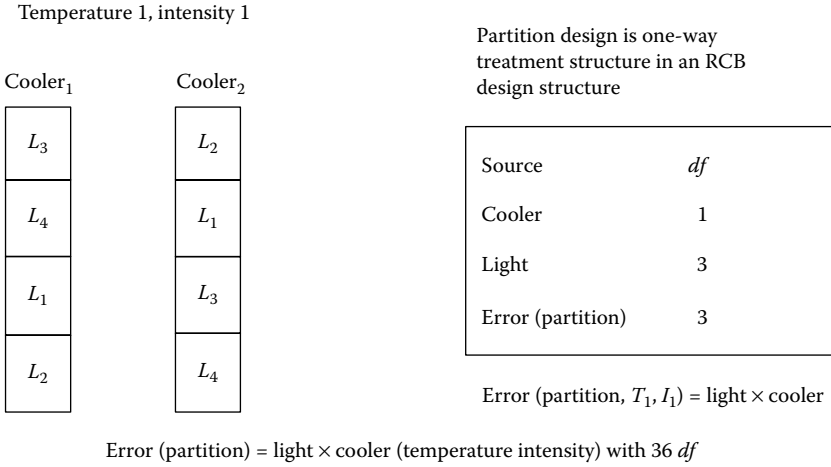 Temperature 1, intensity 1
Cooler₁
Cooler₂
L₃
L₂
L₄
L₁
L₁
L₃
L₂
L₄
Partition design is one-way
treatment structure in an RCB
design structure
Source df
Cooler 1
Light 3
Error (partition) 3
Error (partition, T₁, I₁) = light × cooler
Error (partition) = light × cooler (temperature intensity) with 36 df